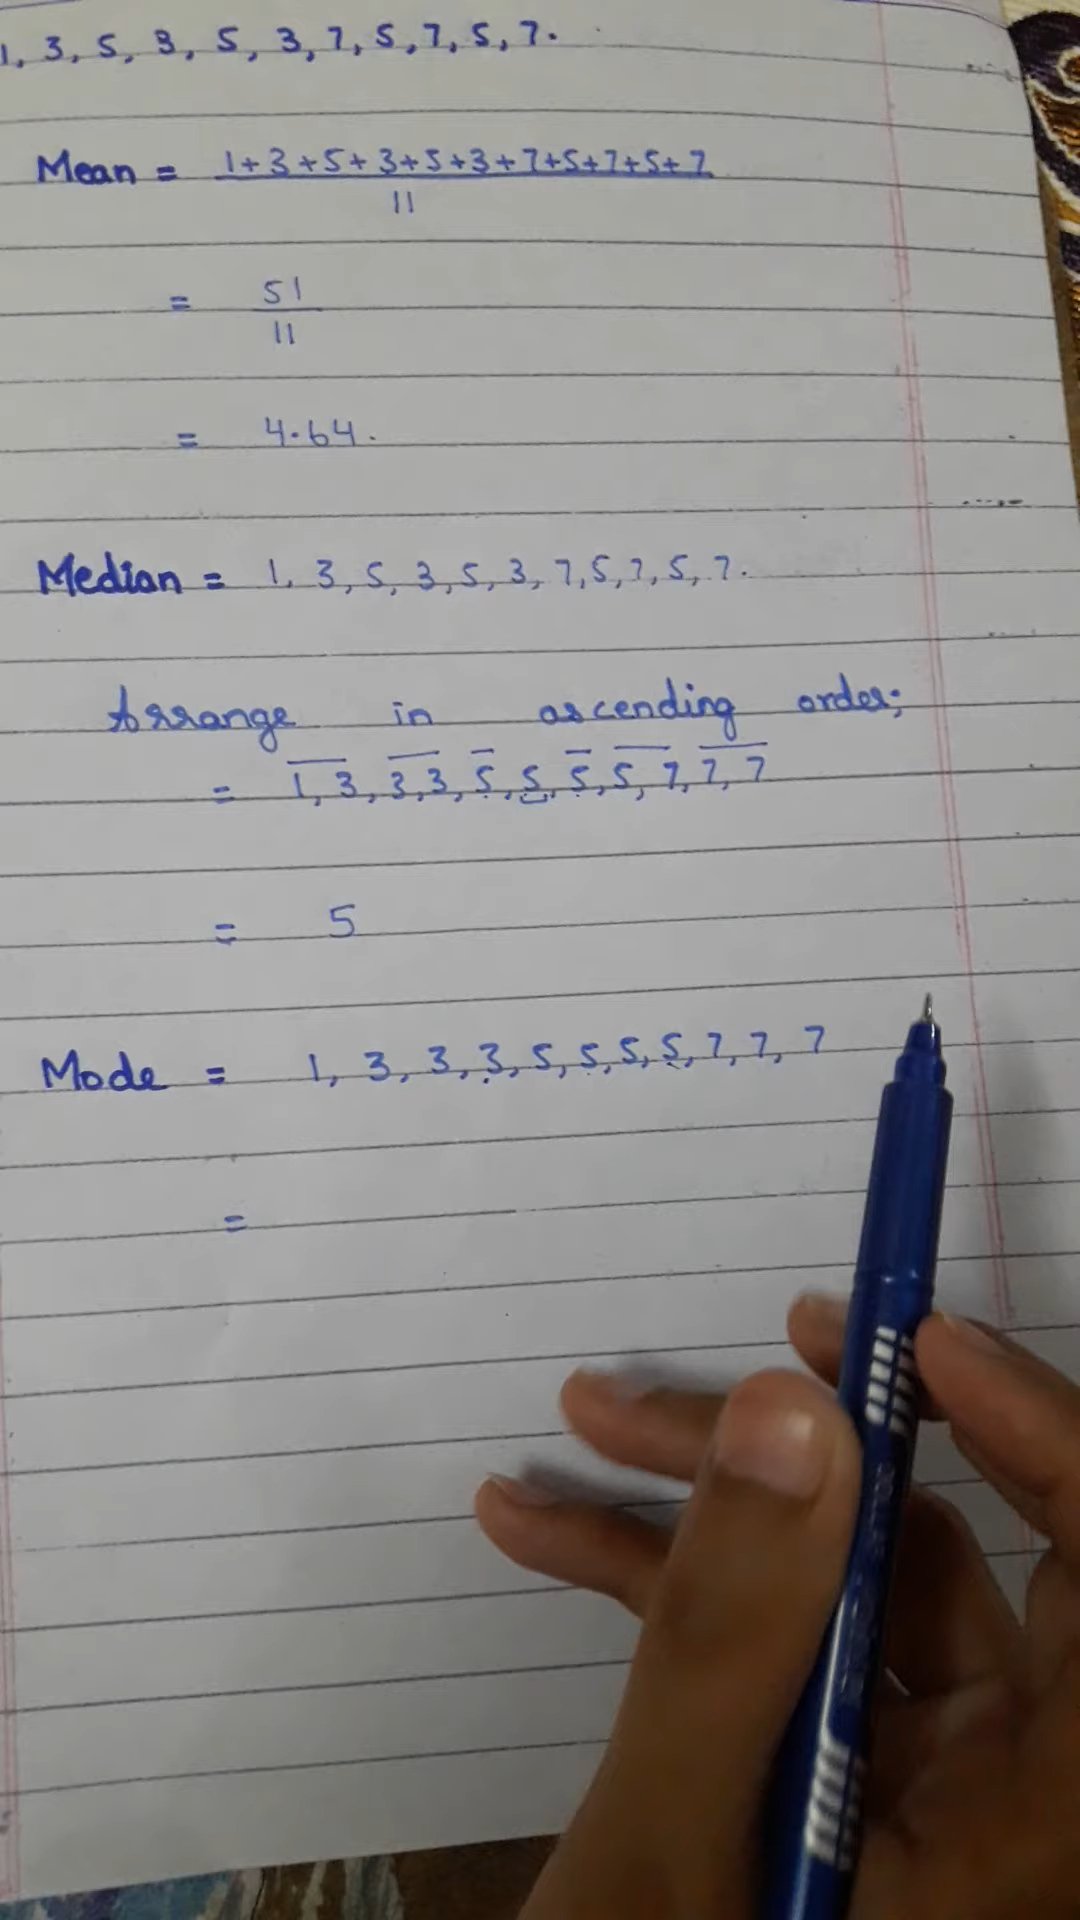 1, 3, 5, 3, 5, 3, 7, 5, 7, 5, 7.
Mean = 1+3+5+3+5+3+7+5+7+5+7
11
= 51
11
= 4.64.
Median = 1, 3, 5, 3, 5, 3, 7, 5, 7, 5, 7.
Arrange in ascending order;
= 1, 3, 3, 3, 5, 5, 5, 5, 7, 7, 7
= 5
Mode = 1, 3, 3, 3, 5, 5, 5, 5, 7, 7, 7
=